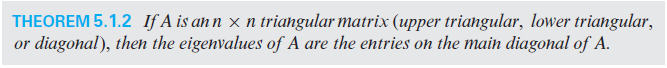 THEOREM 5.1.2 If A is an n × n triangular matrix (upper triangular, lower triangular,
or diagonal), then the eigenvalues of A are the entries on the main diagonal of A.